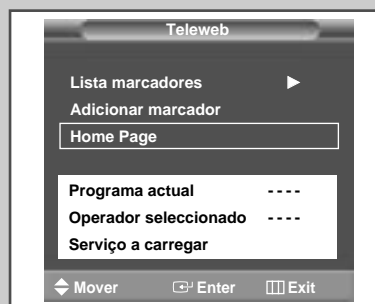 Teleweb
Lista marcadores ▶
Adicionar marcador
Home Page
Programa actual - - - -
Operador seleccionado - - - -
Serviço a carregar
Mover Enter Exit